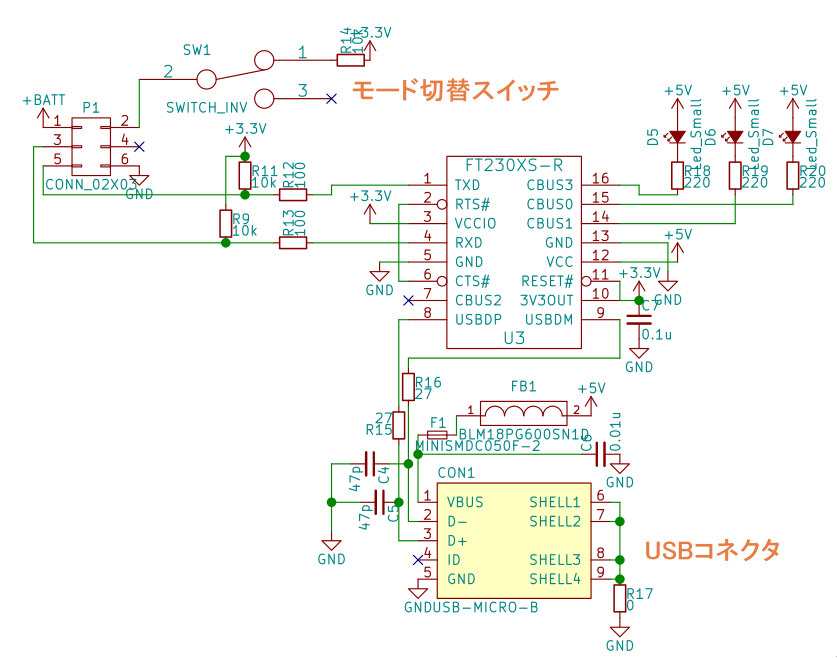 R14
10k
+3.3V
SW1
1
2
3
SWITCH_INV
モード切替スイッチ
+BATT
P1
1
2
3
4
5
6
CONN_02X03
GND
+3.3V
R11
10k
R12
100
R9
10k
R13
100
+3.3V
GND
FT230XS-R
1
TXD
2
RTS#
3
VCCIO
4
RXD
5
GND
6
CTS#
7
CBUS2
8
USBDP
CBUS3
16
CBUS0
15
CBUS1
14
GND
13
VCC
12
RESET#
11
3V3OUT
10
USBDM
9
U3
+5V
+5V
+5V
D5
Led_Small
D6
Led_Small
D7
Led_Small
R18
220
R19
220
R20
220
+5V
GND
+3.3V
C7
0.1u
GND
R16
27
27
R15
FB1
1
2
+5V
BLM18PG600SN1D
F1
MINISMDC050F-2
C6
0.01u
GND
47p
C4
47p
C5
GND
CON1
1
VBUS
2
D-
3
D+
4
ID
5
GND
SHELL1
6
SHELL2
7
SHELL3
8
SHELL4
9
GND
USB-MICRO-B
R17
0
GND
USBコネクタ